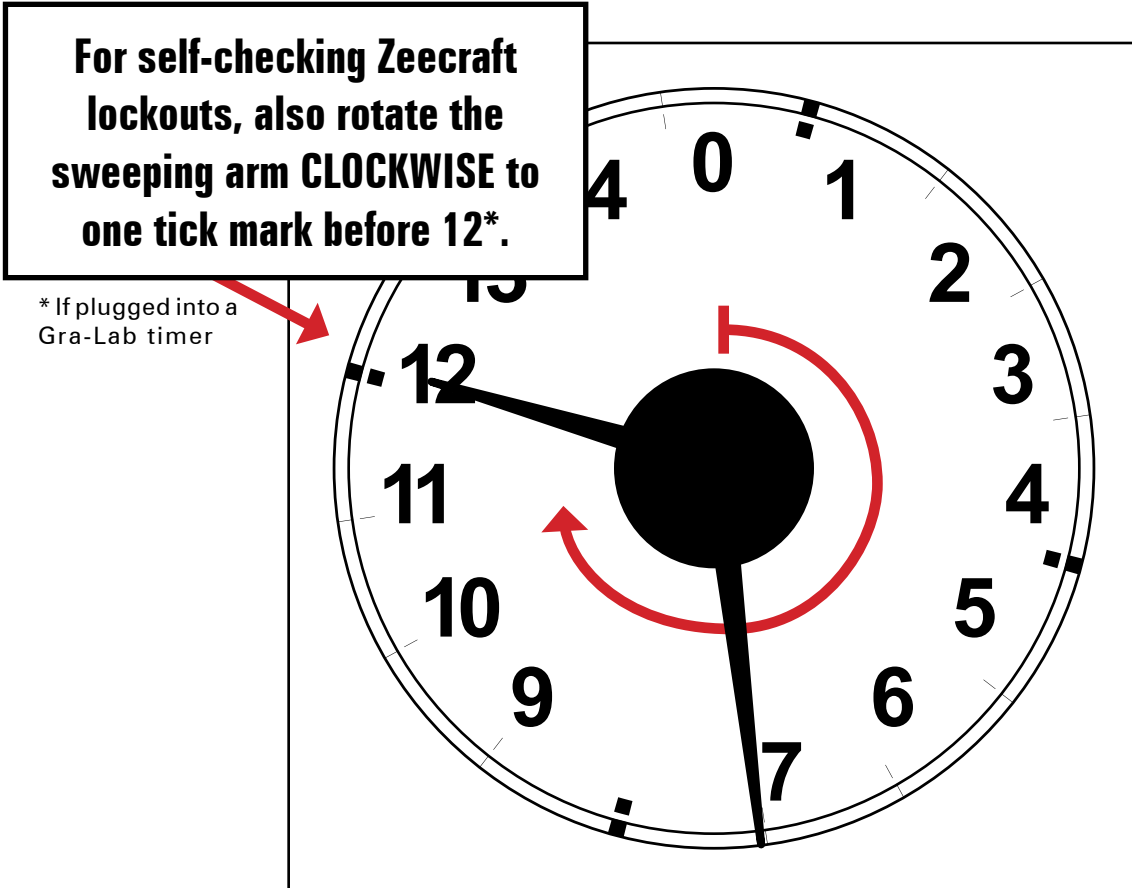 For self-checking Zeecraft
lockouts, also rotate the
sweeping arm CLOCKWISE to
one tick mark before 12*.
* If plugged into a
Gra-Lab timer
0
1
2
3
4
5
6
7
9
10
11
12
4